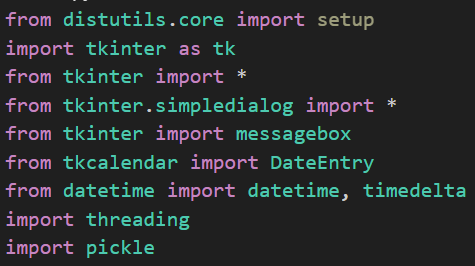 from distutils.core import setup
import tkinter as tk
from tkinter import *
from tkinter.simpledialog import *
from tkinter import messagebox
from tkcalendar import DateEntry
from datetime import datetime, timedelta
import threading
import pickle